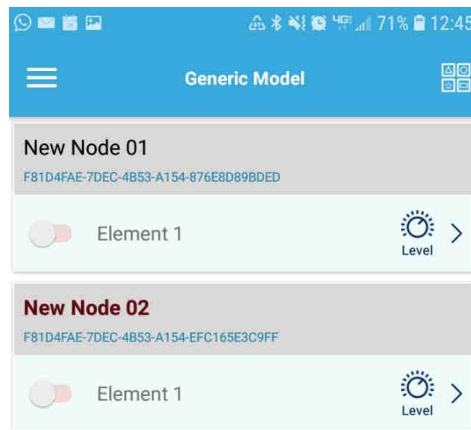 71% 12:45
Generic Model
New Node 01
F81D4FAE-7DEC-4B53-A154-876E8D89BDED
Element 1
Level
New Node 02
F81D4FAE-7DEC-4B53-A154-EFC165E3C9FF
Element 1
Level